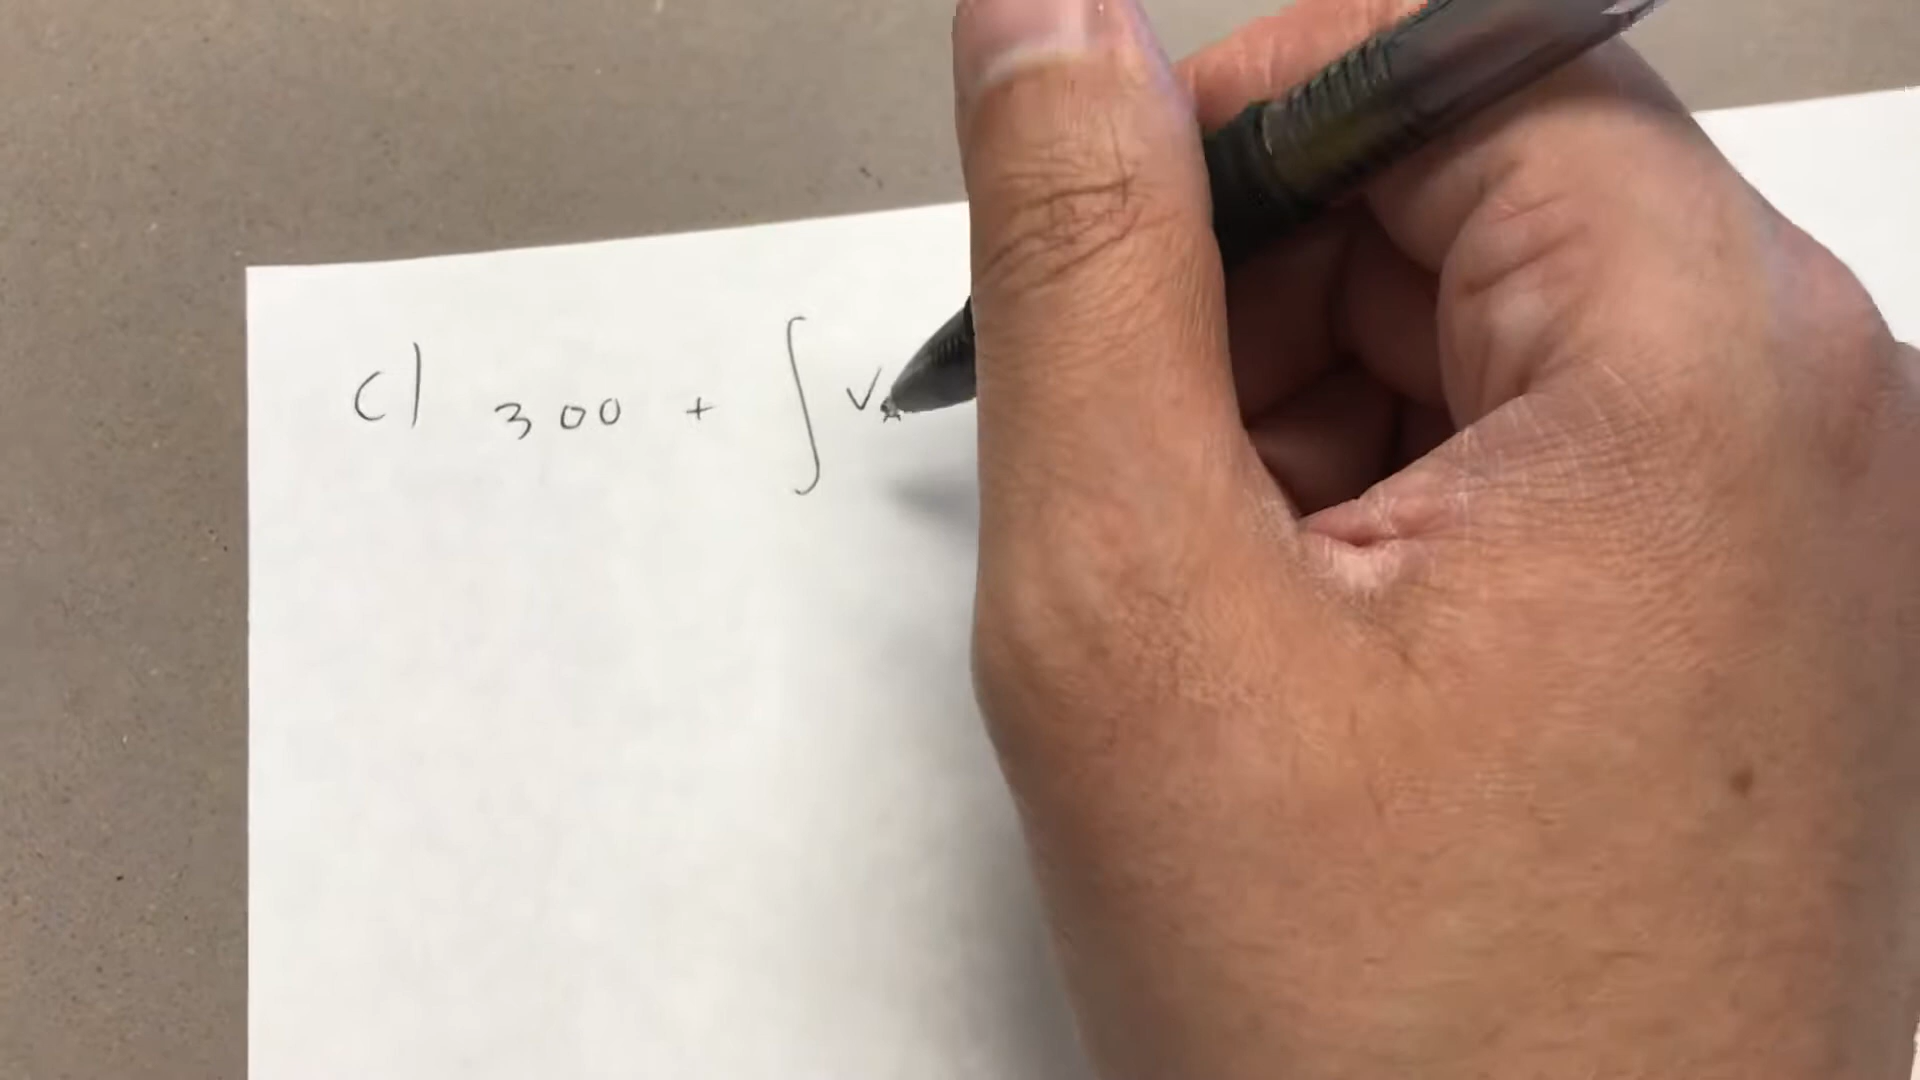 c) 300 + ∫ v